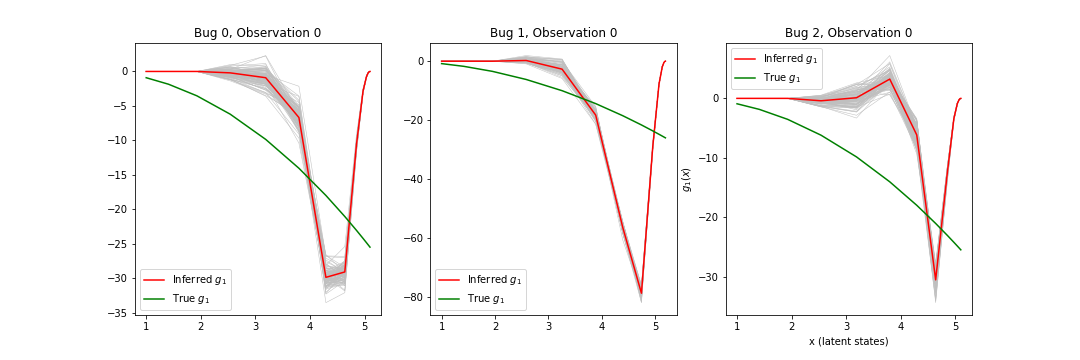 Bug 0, Observation 0
0
−5
−10
−15
−20
−25
−30
−35
1 2 3 4 5
Inferred g₁
True g₁
Bug 1, Observation 0
0
−20
−40
−60
−80
1 2 3 4 5
Inferred g₁
True g₁
Bug 2, Observation 0
g₁(x)
Inferred g₁
True g₁
0
−10
−20
−30
1 2 3 4 5
x (latent states)